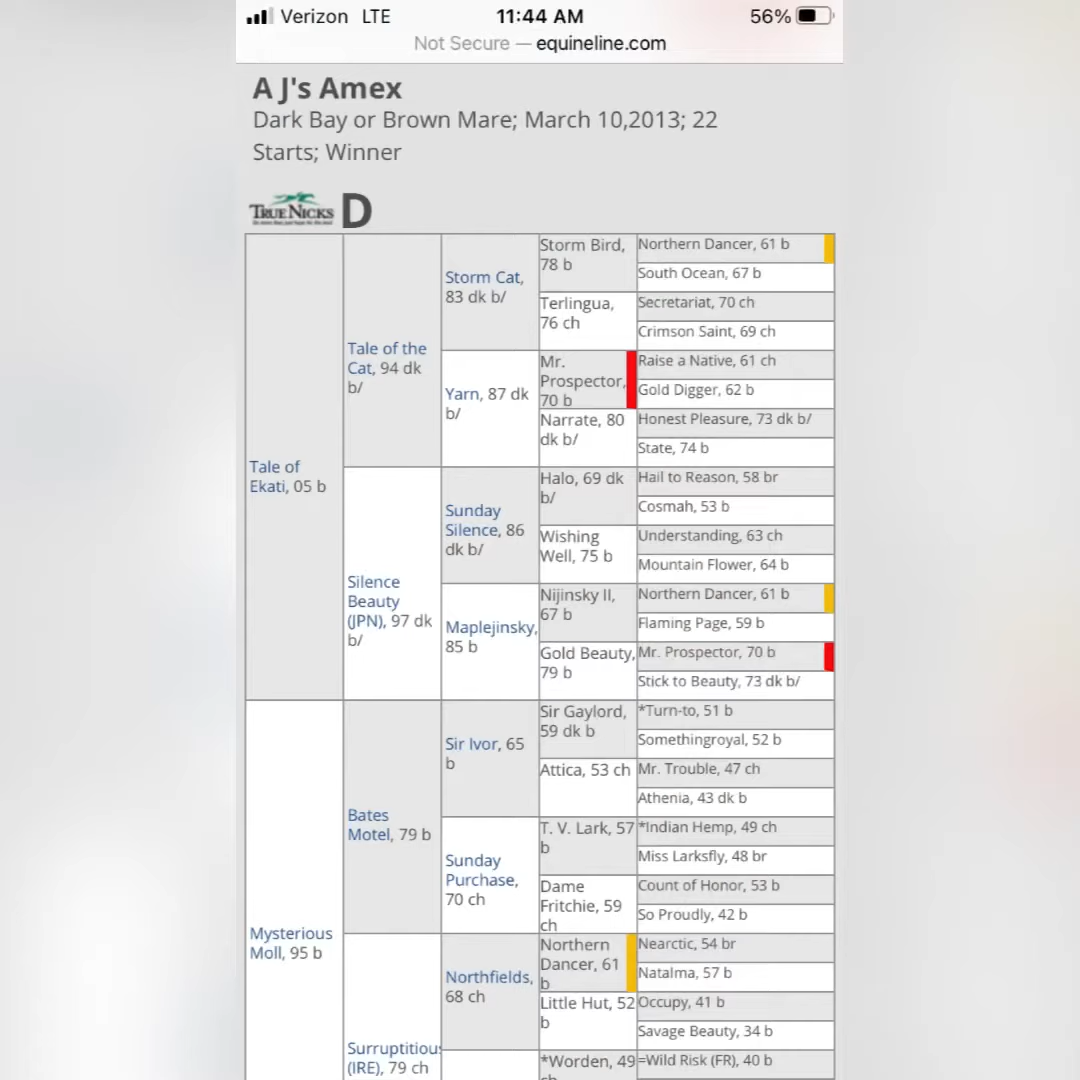 Verizon LTE 11:44 AM 56%
Not Secure — equineline.com
A J's Amex
Dark Bay or Brown Mare; March 10,2013; 22
Starts; Winner
TRUENICKS D
Tale of
Ekati, 05 b
Tale of the
Cat, 94 dk
b/
Storm Cat,
83 dk b/
Storm Bird,
78 b
Northern Dancer, 61 b
South Ocean, 67 b
Terlingua,
76 ch
Secretariat, 70 ch
Crimson Saint, 69 ch
Yarn, 87 dk
b/
Mr.
Prospector,
70 b
Raise a Native, 61 ch
Gold Digger, 62 b
Narrate, 80
dk b/
Honest Pleasure, 73 dk b/
State, 74 b
Silence
Beauty
(JPN), 97 dk
b/
Sunday
Silence, 86
dk b/
Halo, 69 dk
b/
Hail to Reason, 58 br
Cosmah, 53 b
Wishing
Well, 75 b
Understanding, 63 ch
Mountain Flower, 64 b
Maplejinsky,
85 b
Nijinsky II,
67 b
Northern Dancer, 61 b
Flaming Page, 59 b
Gold Beauty,
79 b
Mr. Prospector, 70 b
Stick to Beauty, 73 dk b/
Mysterious
Moll, 95 b
Bates
Motel, 79 b
Sir Ivor, 65
b
Sir Gaylord,
59 dk b
*Turn-to, 51 b
Somethingroyal, 52 b
Attica, 53 ch
Mr. Trouble, 47 ch
Athenia, 43 dk b
Sunday
Purchase,
70 ch
T. V. Lark, 57
b
*Indian Hemp, 49 ch
Miss Larksfly, 48 br
Dame
Fritchie, 59
ch
Count of Honor, 53 b
So Proudly, 42 b
Surruptitious
(IRE), 79 ch
Northfields,
68 ch
Northern
Dancer, 61
b
Nearctic, 54 br
Natalma, 57 b
Little Hut, 52
b
Occupy, 41 b
Savage Beauty, 34 b
*Worden, 49
ch
=Wild Risk (FR), 40 b